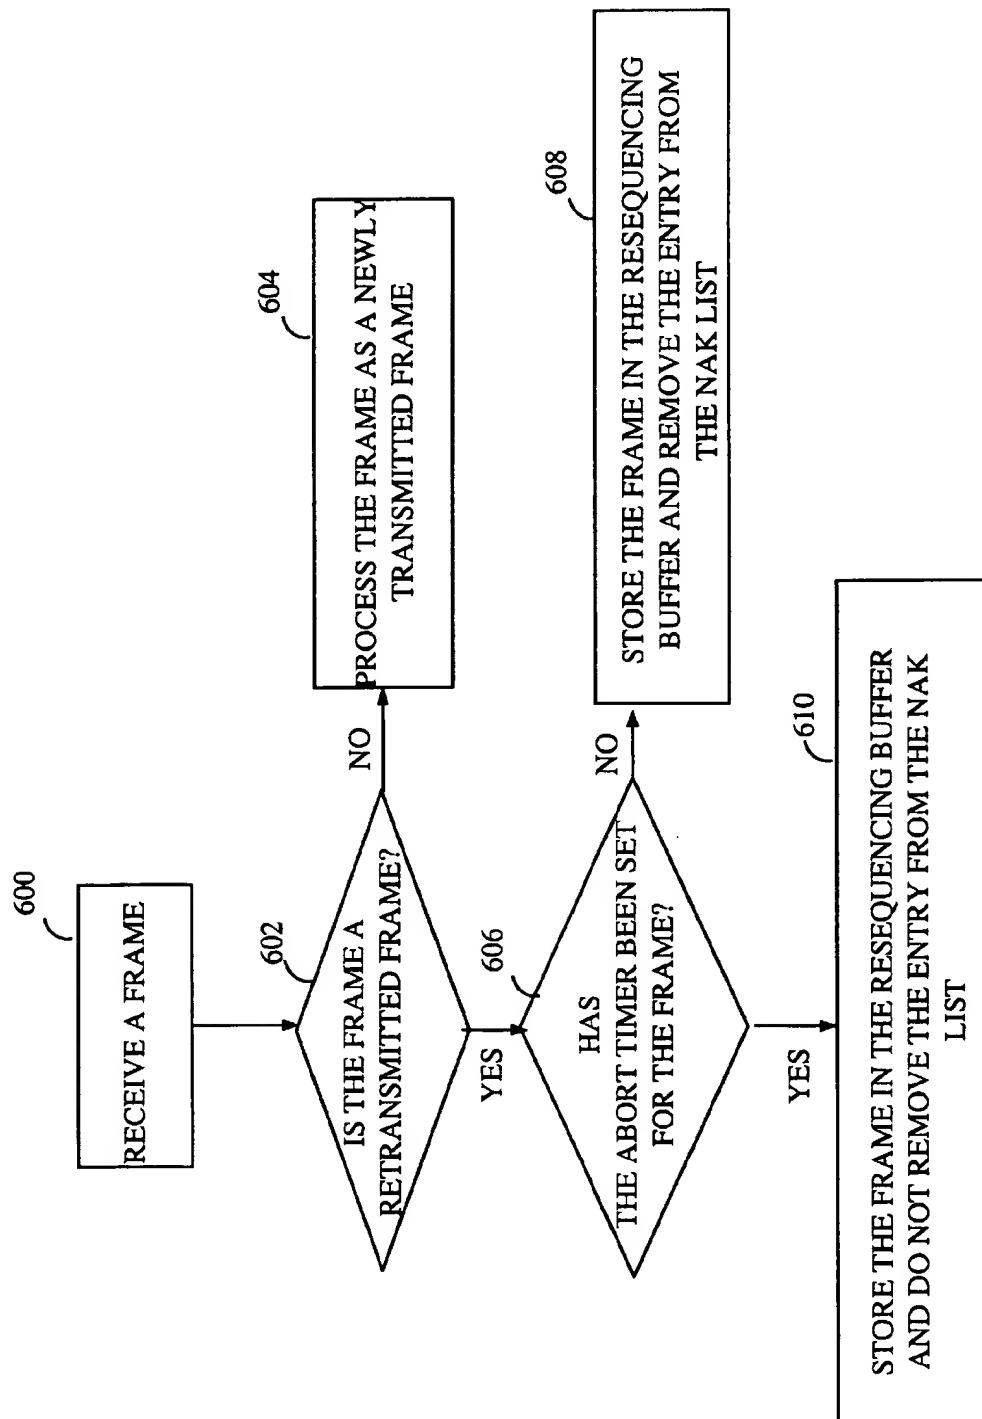 600
RECEIVE A FRAME
602
IS THE FRAME A
RETRANSMITTED FRAME?
NO
604
PROCESS THE FRAME AS A NEWLY
TRANSMITTED FRAME
YES
606
HAS
THE ABORT TIMER BEEN SET
FOR THE FRAME?
NO
608
STORE THE FRAME IN THE RESEQUENCING
BUFFER AND REMOVE THE ENTRY FROM
THE NAK LIST
YES
610
STORE THE FRAME IN THE RESEQUENCING BUFFER
AND DO NOT REMOVE THE ENTRY FROM THE NAK
LIST